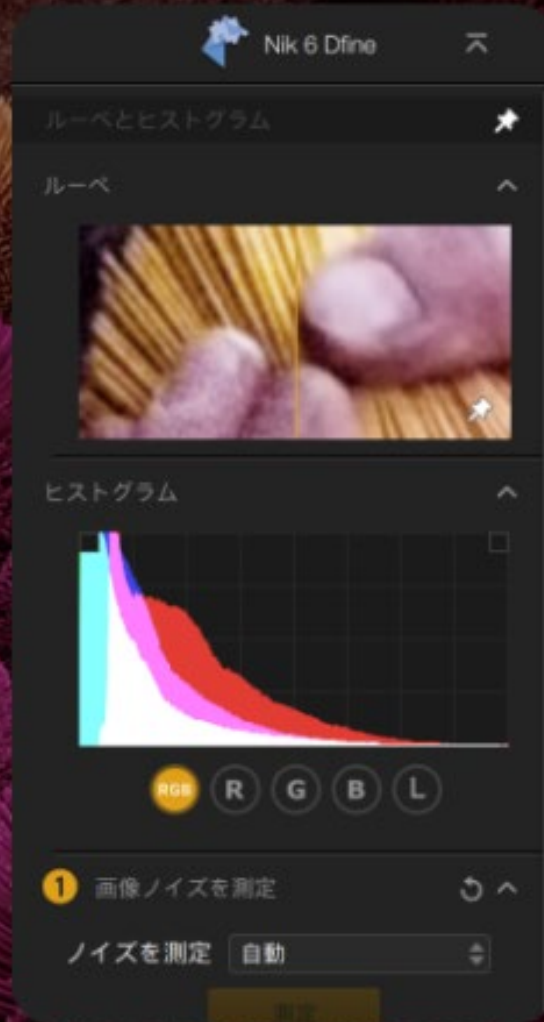 Nik 6 Dfine
ルーペとヒストグラム
ルーペ
ヒストグラム
RGB R G B L
1 画像ノイズを測定
ノイズを測定 自動
測定